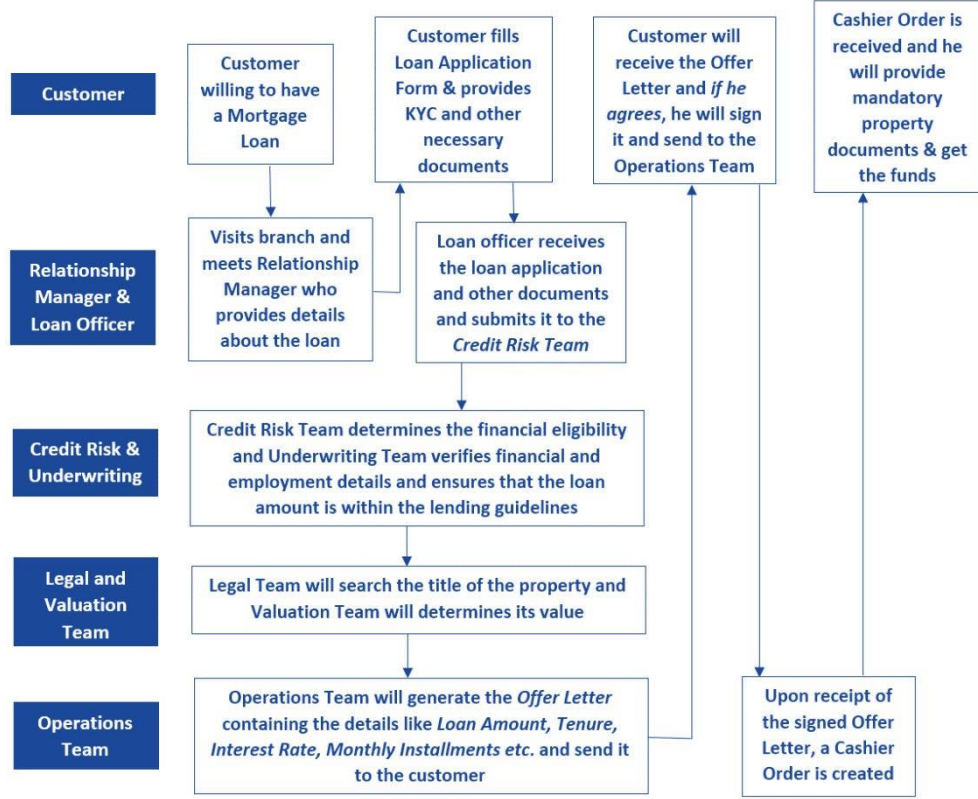 Customer
Customer
willing to have
a Mortgage
Loan
Customer fills
Loan Application
Form & provides
KYC and other
necessary
documents
Customer will
receive the Offer
Letter and if he
agrees, he will sign
it and send to the
Operations Team
Cashier Order is
received and he
will provide
mandatory
property
documents & get
the funds
Relationship
Manager &
Loan Officer
Visits branch and
meets Relationship
Manager who
provides details
about the loan
Loan officer receives
the loan application
and other documents
and submits it to the
Credit Risk Team
Credit Risk &
Underwriting
Credit Risk Team determines the financial eligibility
and Underwriting Team verifies financial and
employment details and ensures that the loan
amount is within the lending guidelines
Legal and
Valuation
Team
Legal Team will search the title of the property and
Valuation Team will determines its value
Operations
Team
Operations Team will generate the Offer Letter
containing the details like Loan Amount, Tenure,
Interest Rate, Monthly Installments etc. and send it
to the customer
Upon receipt of
the signed Offer
Letter, a Cashier
Order is created